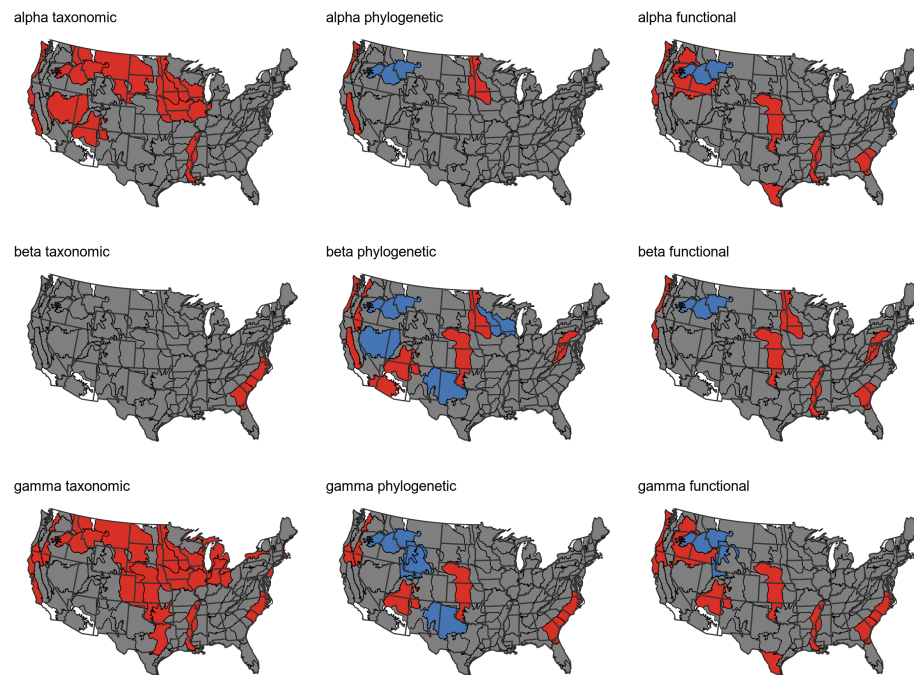 alpha taxonomic
alpha phylogenetic
alpha functional
beta taxonomic
beta phylogenetic
beta functional
gamma taxonomic
gamma phylogenetic
gamma functional